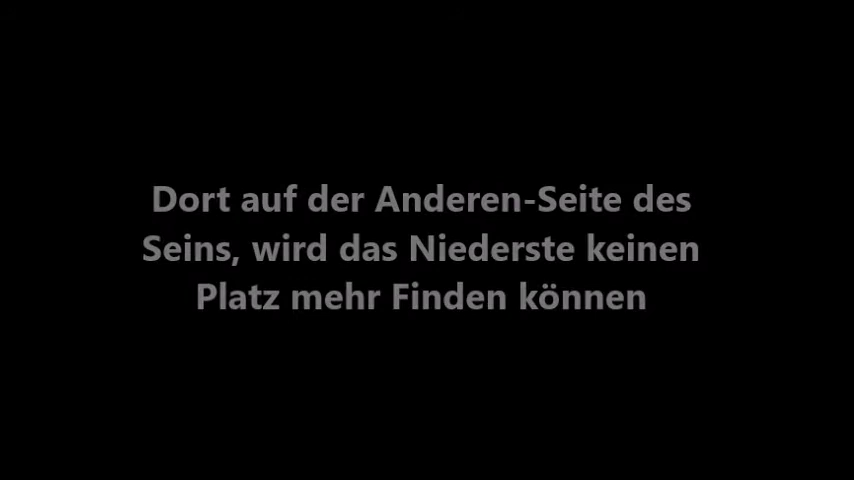 Dort auf der Anderen-Seite des
Seins, wird das Niederste keinen
Platz mehr Finden können